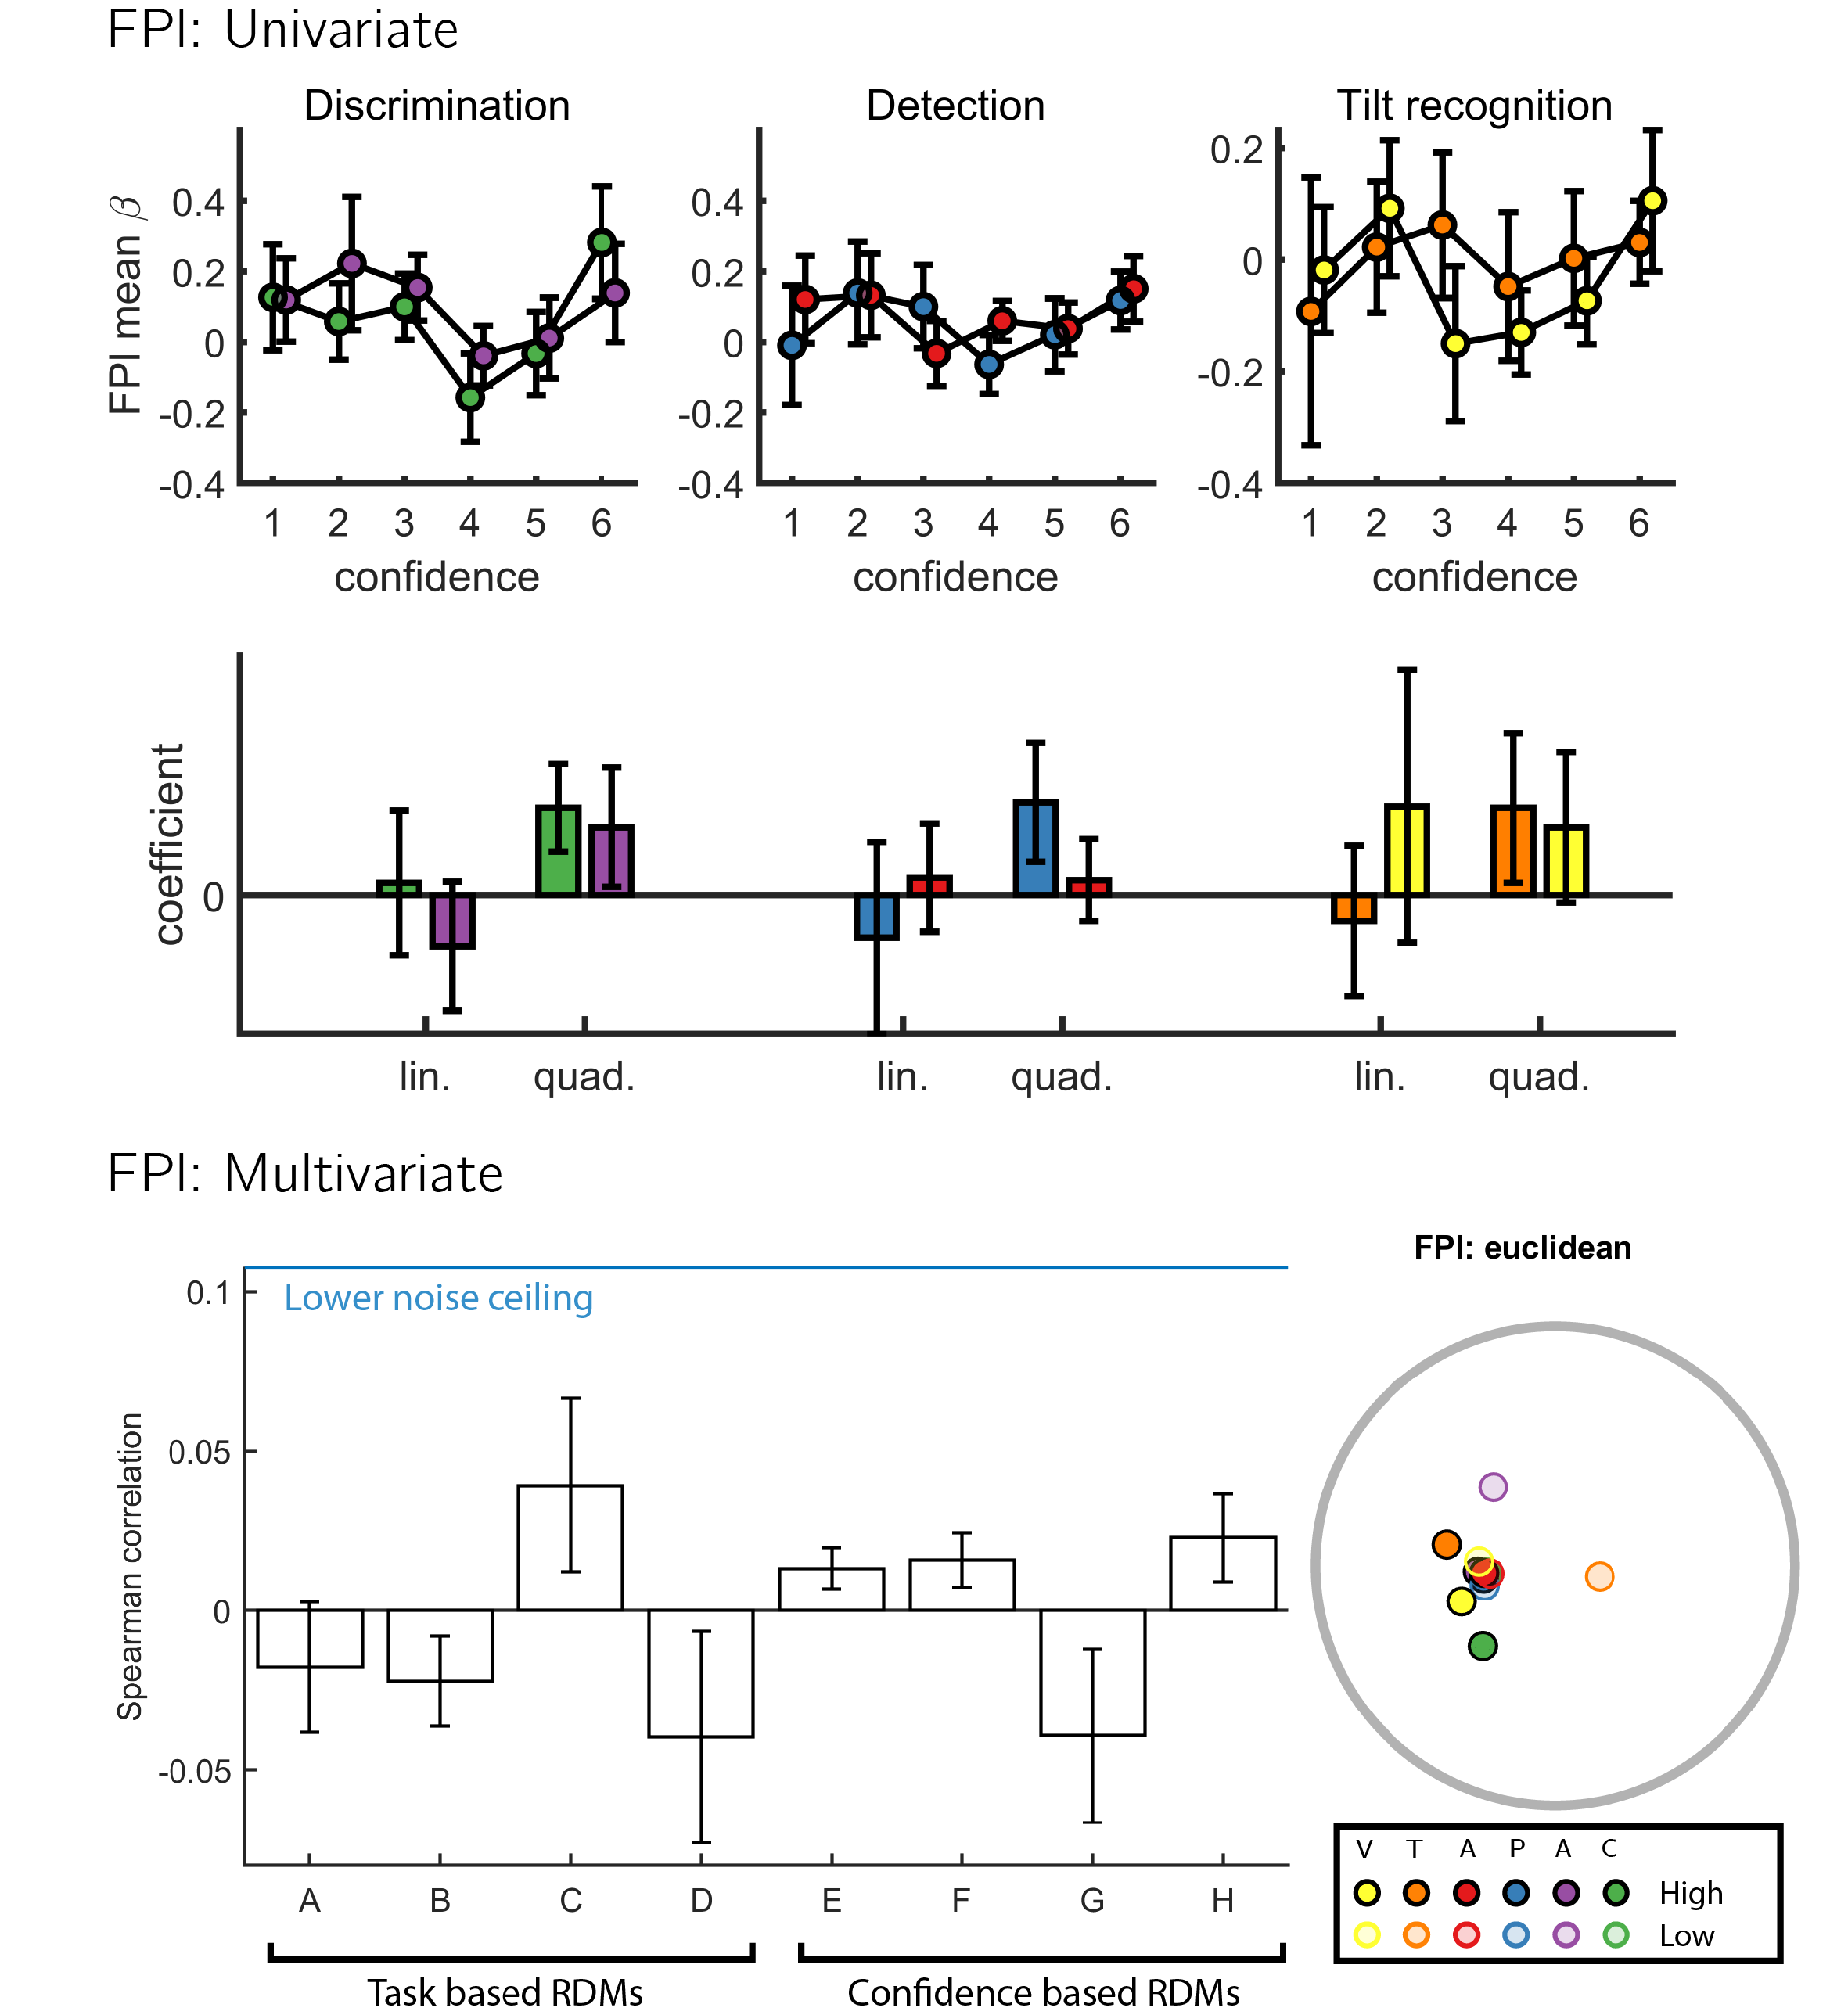 FPI: Univariate
Discrimination
Detection
Tilt recognition
FPI mean β
0.4
0.2
0
-0.2
-0.4
1 2 3 4 5 6
confidence
0.4
0.2
0
-0.2
-0.4
1 2 3 4 5 6
confidence
0.2
0
-0.2
-0.4
1 2 3 4 5 6
confidence
coefficient
0
lin. quad.
lin. quad.
lin. quad.
FPI: Multivariate
Spearman correlation
0.1
0.05
0
-0.05
Lower noise ceiling
A B C D E F G H
Task based RDMs
Confidence based RDMs
FPI: euclidean
V T A P A C
High
Low